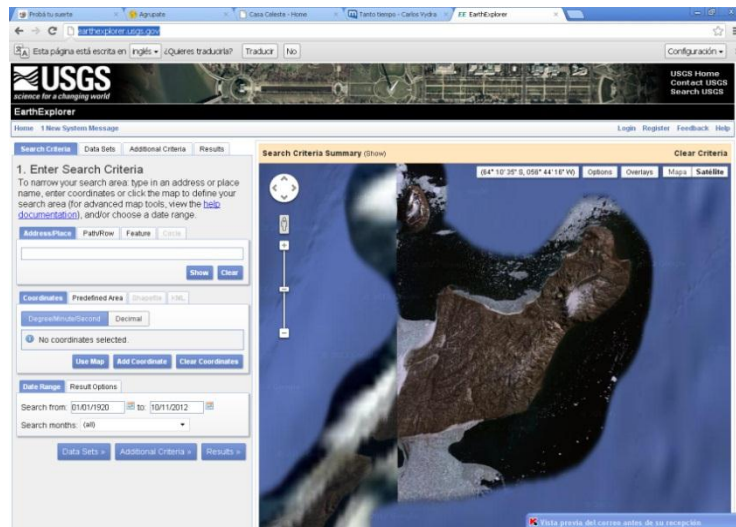 Probá tu suerte
Agrupate
Casa Celeste - Home
Tanto tiempo - Carlos Yodra
EE EarthExplorer
earthexplorer.usgs.gov
Esta página está escrita en inglés ¿Quieres traducirla? Traducir No
Configuración
USGS
science for a changing world
USGS Home
Contact USGS
Search USGS
EarthExplorer
Home 1 New System Message
Login Register Feedback Help
Search Criteria Data Sets Additional Criteria Results
1. Enter Search Criteria
To narrow your search area: type in an address or place
name, enter coordinates or click the map to define your
search area (for advanced map tools, view the help
documentation), and/or choose a date range.
Address/Place Path/Row Feature Circle
Show Clear
Coordinates Predefined Area Shapefile KML
Degree/Minute/Second Decimal
No coordinates selected.
Use Map Add Coordinate Clear Coordinates
Date Range Result Options
Search from: 01/01/1920 to: 10/11/2012
Search months: (all)
Data Sets » Additional Criteria » Results »
Search Criteria Summary (Show)
Clear Criteria
(64° 10' 35" S, 058° 44' 16" W) Options Overlays Maps Satélite
Vista previa del correo antes de su recepción